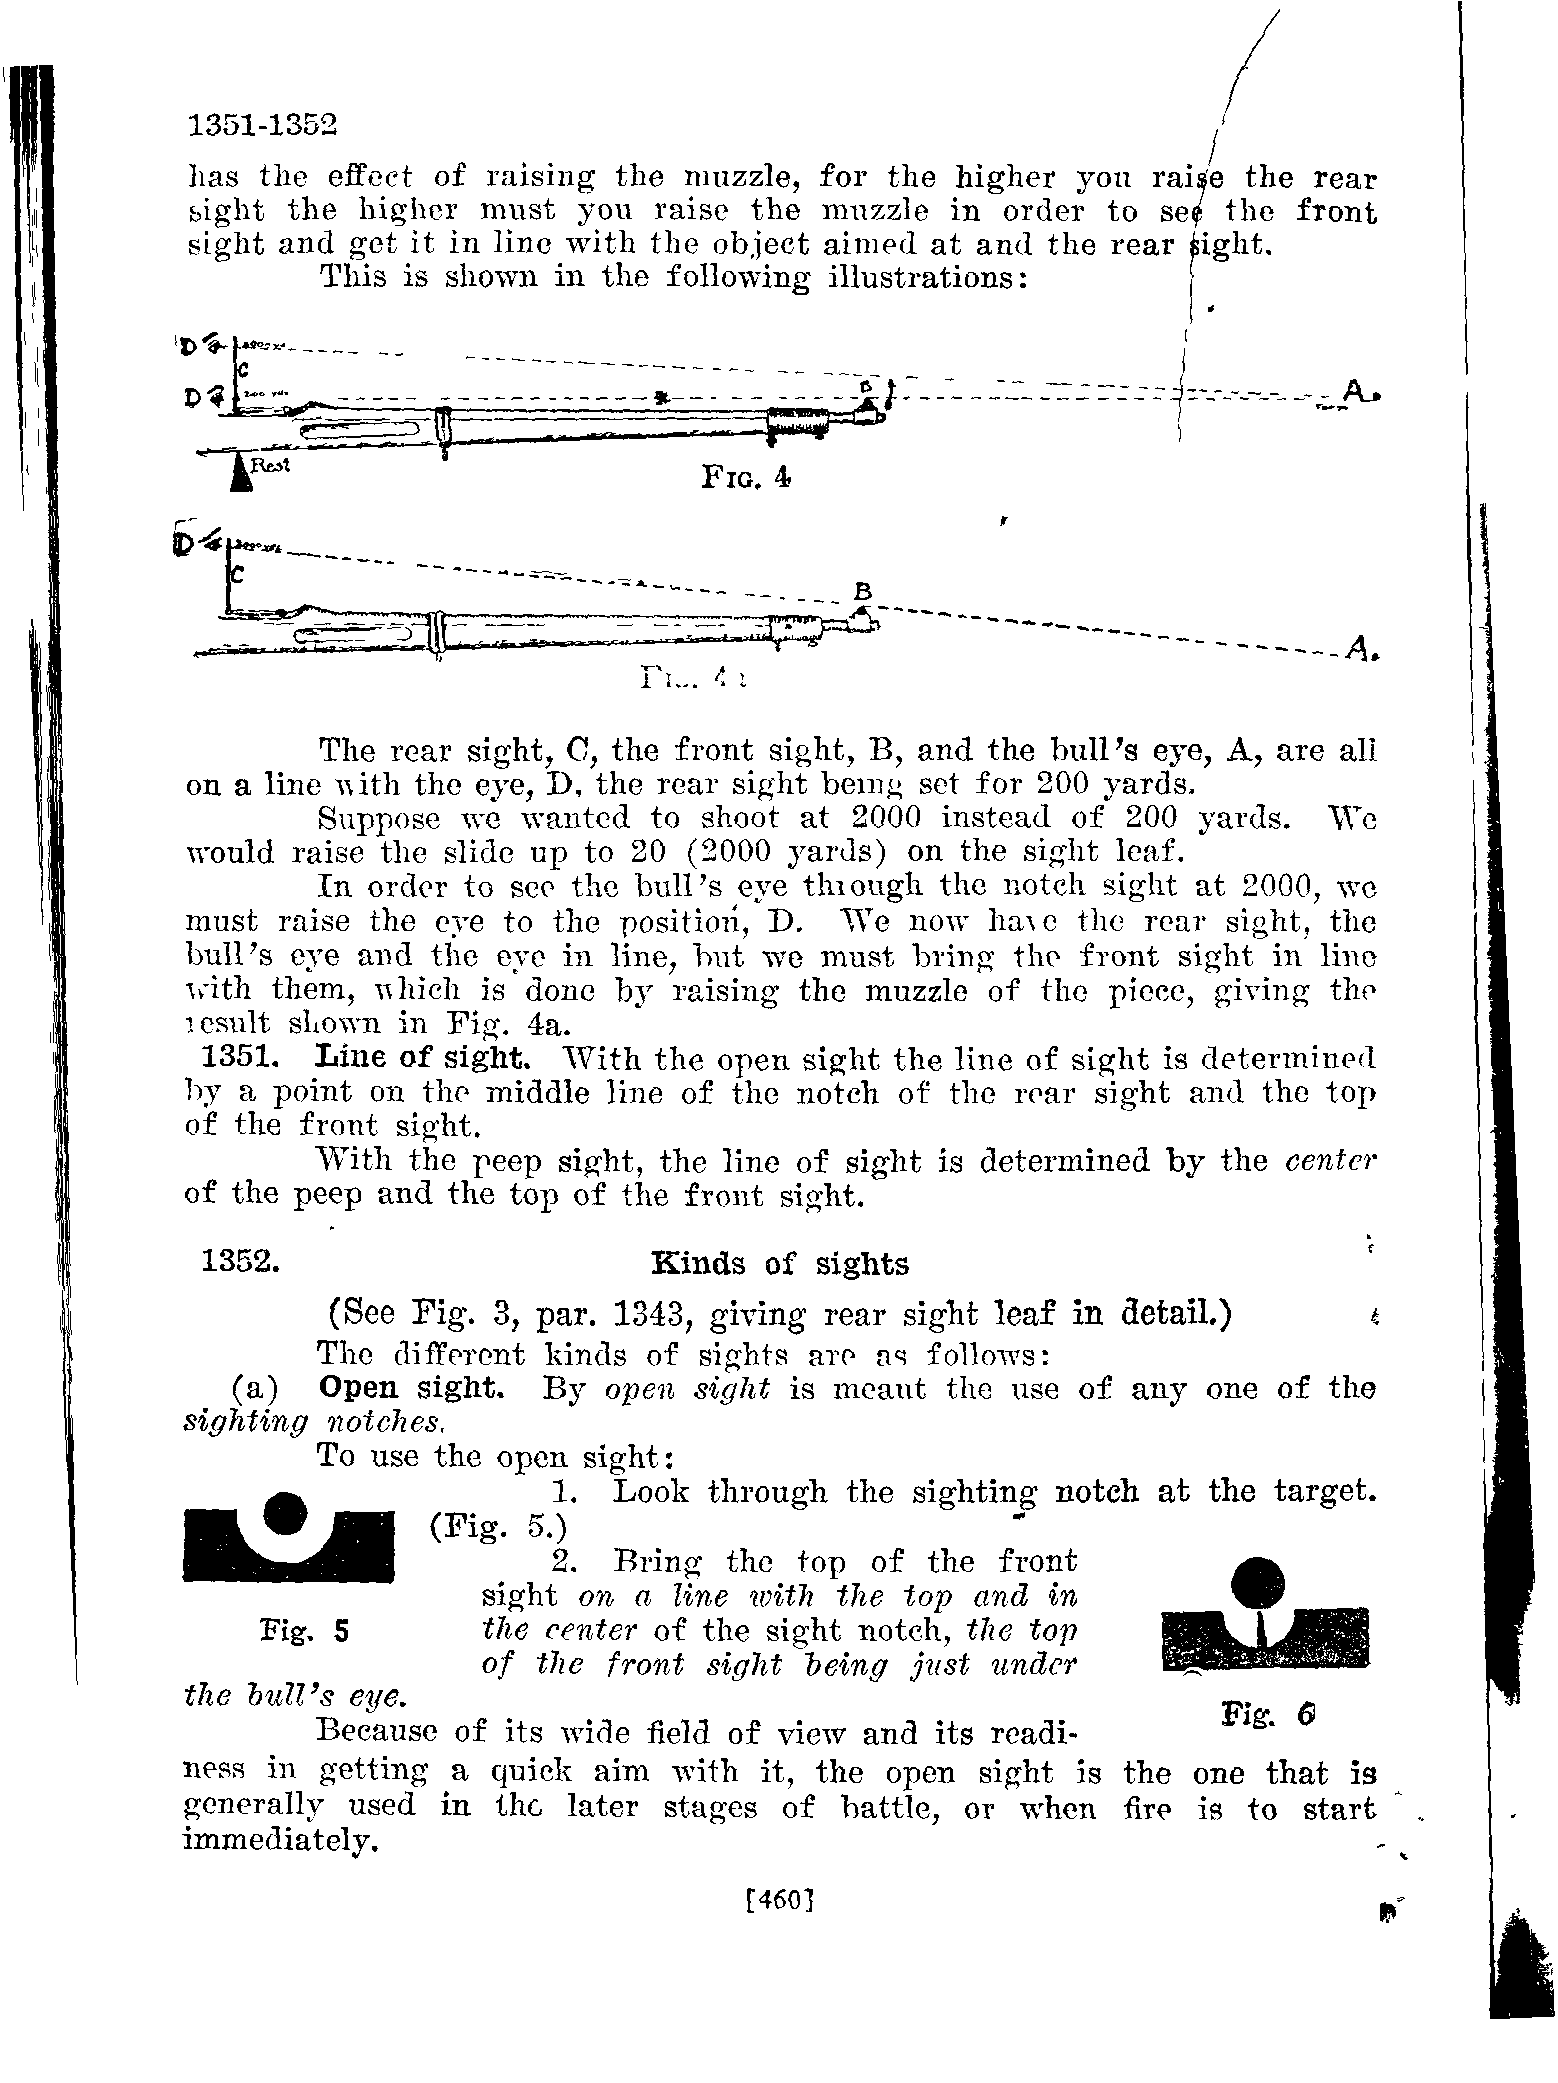 1351-1352
has the effect of raising the muzzle, for the higher you raise the rear
sight the higher must you raise the muzzle in order to see the front
sight and get it in line with the object aimed at and the rear sight.
This is shown in the following illustrations:
D
C
D
200 yds.
B
A.
Rest
FIG. 4
D
C
B
A.
The rear sight, C, the front sight, B, and the bull's eye, A, are all
on a line with the eye, D, the rear sight being set for 200 yards.
Suppose we wanted to shoot at 2000 instead of 200 yards. We
would raise the slide up to 20 (2000 yards) on the sight leaf.
In order to see the bull's eye through the notch sight at 2000, we
must raise the eye to the position, D. We now have the rear sight, the
bull's eye and the eye in line, but we must bring the front sight in line
with them, which is done by raising the muzzle of the piece, giving the
result shown in Fig. 4a.
1351. Line of sight. With the open sight the line of sight is determined
by a point on the middle line of the notch of the rear sight and the top
of the front sight.
With the peep sight, the line of sight is determined by the center
of the peep and the top of the front sight.
1352. Kinds of sights
(See Fig. 3, par. 1343, giving rear sight leaf in detail.)
The different kinds of sights are as follows:
(a) Open sight. By open sight is meant the use of any one of the
sighting notches.
To use the open sight:
1. Look through the sighting notch at the target.
(Fig. 5.)
2. Bring the top of the front
sight on a line with the top and in
Fig. 5
the center of the sight notch, the top
of the front sight being just under
the bull's eye.
Fig. 6
Because of its wide field of view and its readi-
ness in getting a quick aim with it, the open sight is the one that is
generally used in the later stages of battle, or when fire is to start
immediately.
[460]